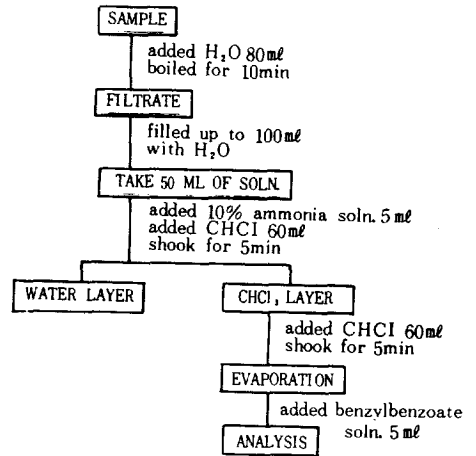 SAMPLE
added H₂O 80㎖
boiled for 10min
FILTRATE
filled up to 100㎖
with H₂O
TAKE 50 ML OF SOLN.
added 10% ammonia soln. 5㎖
added CHCl 60㎖
shook for 5min
WATER LAYER
CHCl, LAYER
added CHCl 60㎖
shook for 5min
EVAPORATION
added benzylbenzoate
soln. 5㎖
ANALYSIS